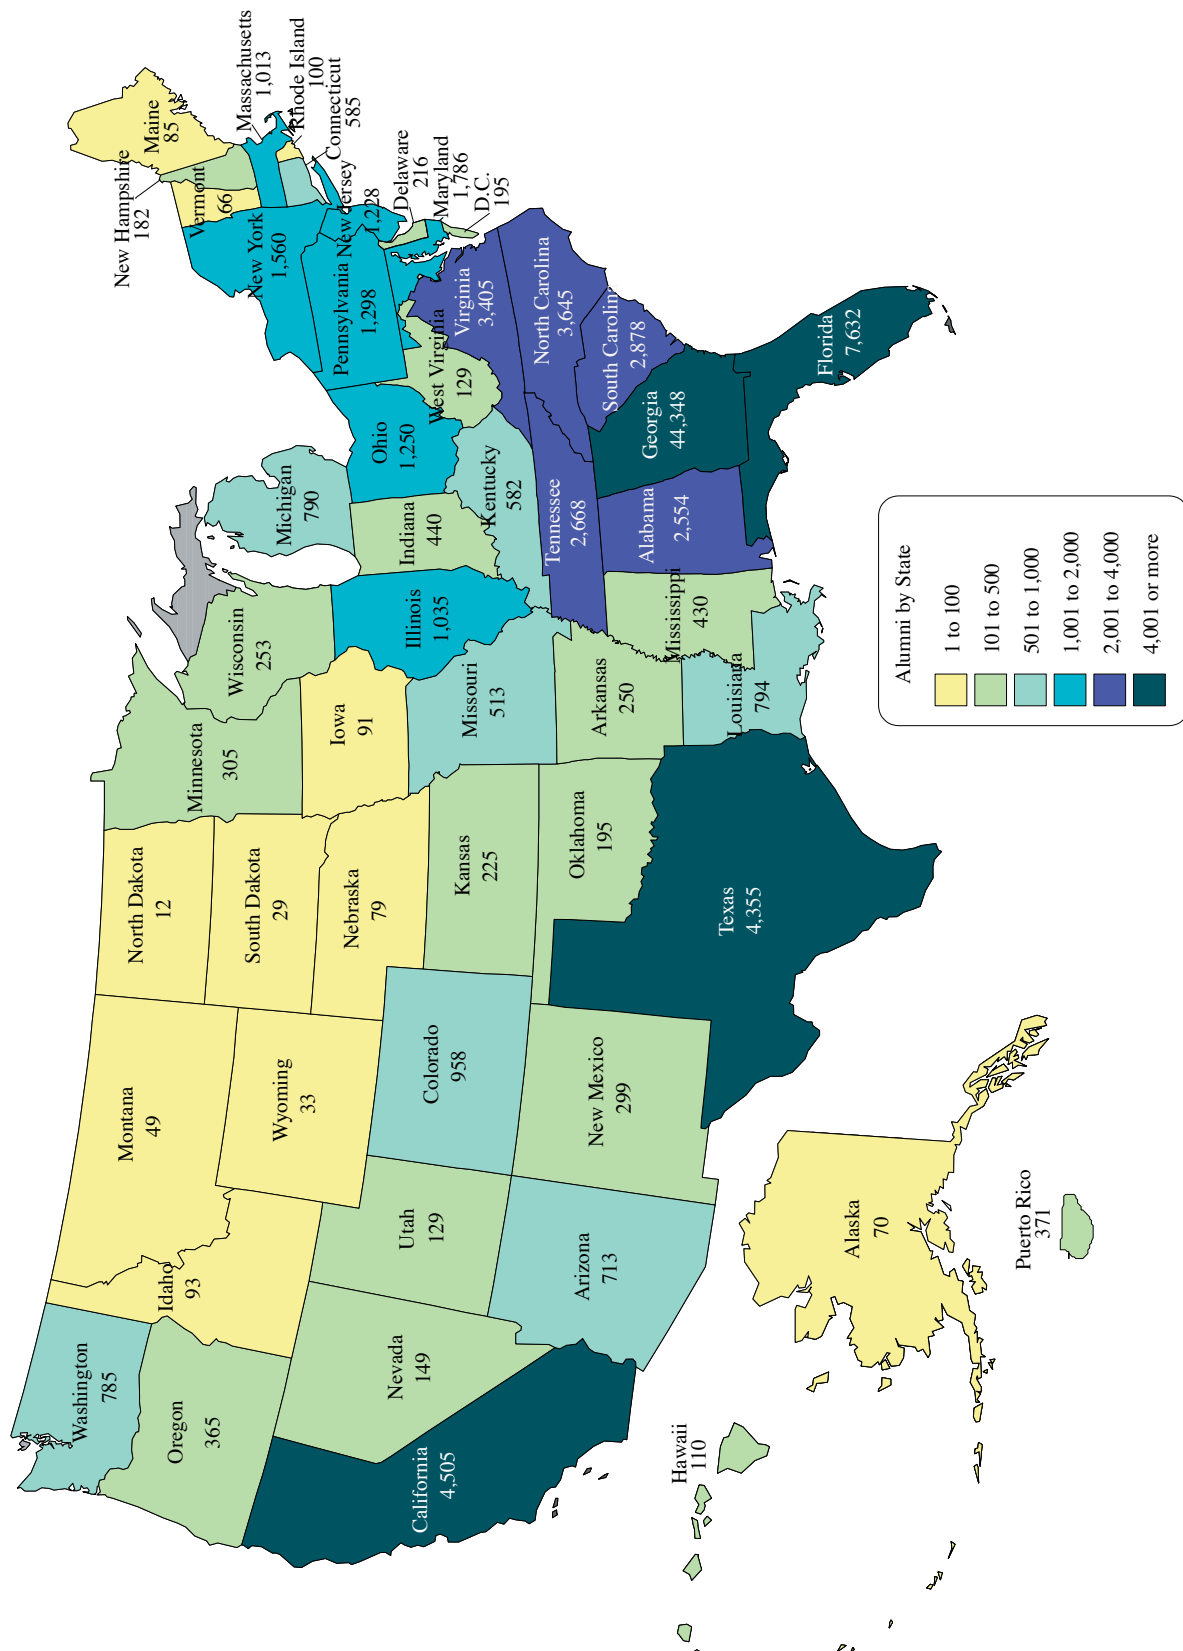 Washington
785
Oregon
365
California
4,505
Nevada
149
Idaho
93
Montana
49
Wyoming
33
Utah
129
Arizona
713
Colorado
958
New Mexico
299
North Dakota
12
South Dakota
29
Nebraska
79
Kansas
225
Oklahoma
195
Texas
4,355
Minnesota
305
Iowa
91
Missouri
513
Arkansas
250
Louisiana
794
Wisconsin
253
Illinois
1,035
Mississippi
430
Michigan
790
Indiana
440
Kentucky
582
Tennessee
2,668
Alabama
2,554
Ohio
1,250
Georgia
44,348
Florida
7,632
South Carolina
2,878
North Carolina
3,645
Virginia
3,405
West Virginia
129
Pennsylvania
1,298
New York
1,560
Vermont
66
New Hampshire
182
Maine
85
Massachusetts
1,013
Rhode Island
100
Connecticut
585
New Jersey
1,228
Delaware
216
Maryland
1,786
D.C.
195
Alaska
70
Hawaii
110
Puerto Rico
371
Alumni by State
1 to 100
101 to 500
501 to 1,000
1,001 to 2,000
2,001 to 4,000
4,001 or more